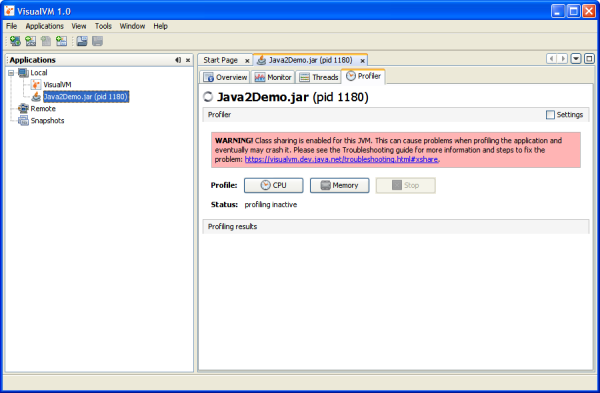 VisualVM 1.0
File Applications View Tools Window Help
Applications
Local
VisualVM
Java2Demo.jar (pid 1180)
Remote
Snapshots
Start Page Java2Demo.jar (pid 1180)
Overview Monitor Threads Profiler
Java2Demo.jar (pid 1180)
Profiler Settings
WARNING! Class sharing is enabled for this JVM. This can cause problems when profiling the application and
eventually may crash it. Please see the Troubleshooting guide for more information and steps to fix the
problem: https://visualvm.dev.java.net/troubleshooting.html#xshare.
Profile: CPU Memory Stop
Status: profiling inactive
Profiling results